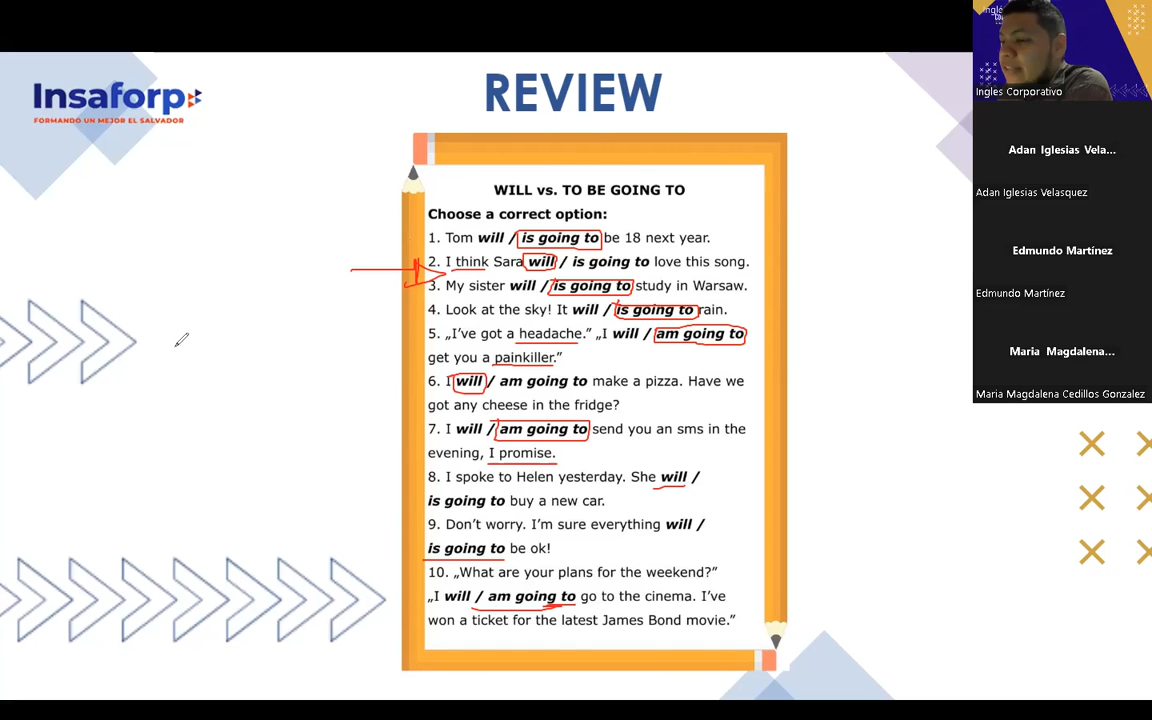 Insaforp
FORMANDO UN MEJOR EL SALVADOR
REVIEW
WILL vs. TO BE GOING TO
Choose a correct option:
1. Tom will / is going to be 18 next year.
2. I think Sara will / is going to love this song.
3. My sister will / is going to study in Warsaw.
4. Look at the sky! It will / is going to rain.
5. „I’ve got a headache.” „I will / am going to
get you a painkiller.”
6. I will / am going to make a pizza. Have we
got any cheese in the fridge?
7. I will / am going to send you an sms in the
evening, I promise.
8. I spoke to Helen yesterday. She will /
is going to buy a new car.
9. Don’t worry. I’m sure everything will /
is going to be ok!
10. „What are your plans for the weekend?”
„I will / am going to go to the cinema. I’ve
won a ticket for the latest James Bond movie.”
Ingles Corporativo
Adan Iglesias Vela...
Adan Iglesias Velasquez
Edmundo Martínez
Edmundo Martínez
Maria Magdalena...
Maria Magdalena Cedillos Gonzalez